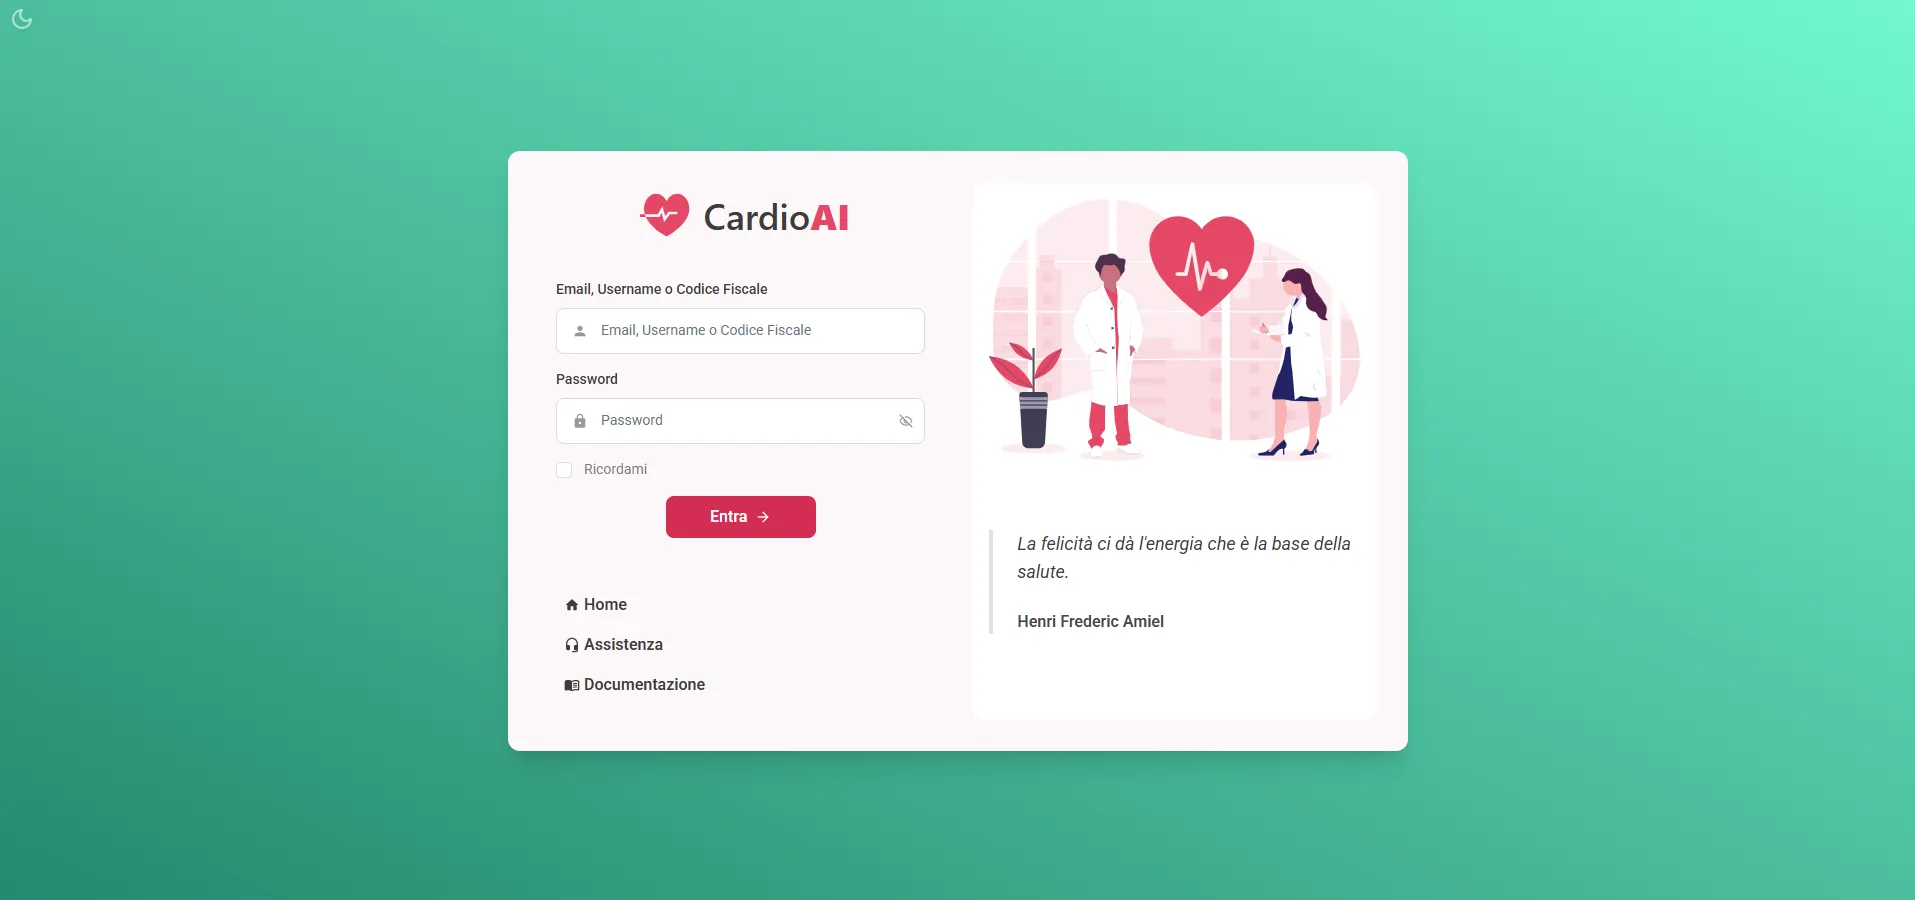 CardioAI
Email, Username o Codice Fiscale
Email, Username o Codice Fiscale
Password
Password
Ricordami
Entra
Home
Assistenza
Documentazione
La felicità ci dà l'energia che è la base della
salute.
Henri Frederic Amiel